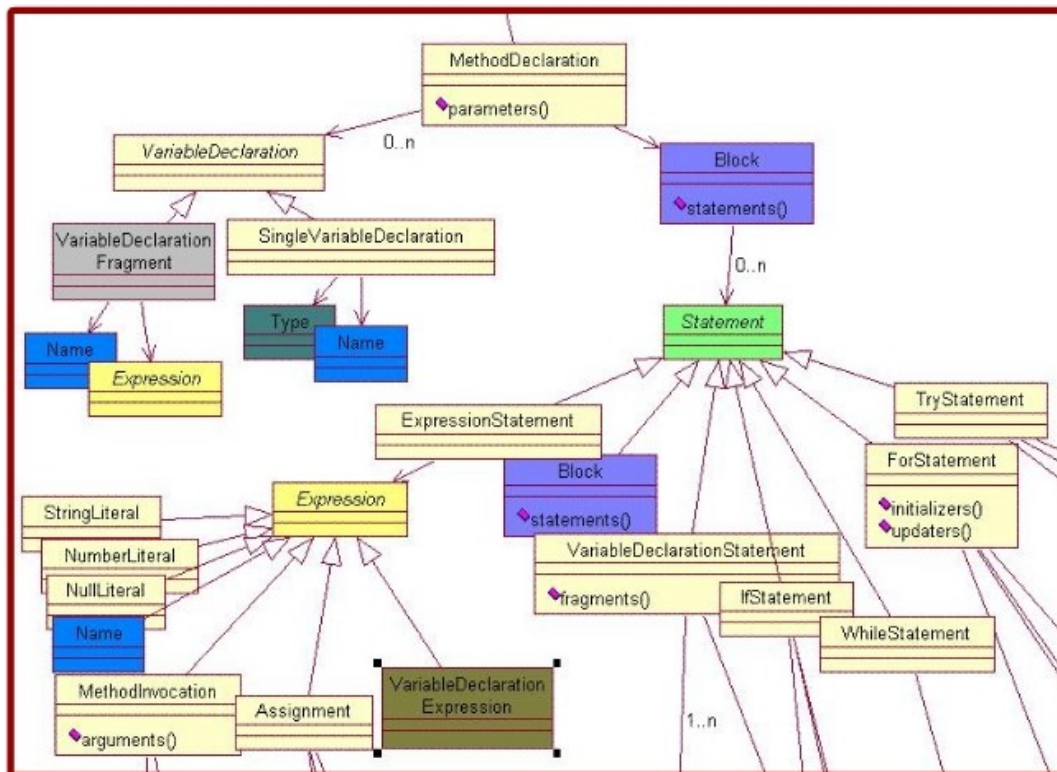 MethodDeclaration
parameters()
0..n
VariableDeclaration
Block
statements()
VariableDeclaration
Fragment
SingleVariableDeclaration
0..n
Type
Name
Name
Expression
Statement
TryStatement
ExpressionStatement
ForStatement
initializers()
updaters()
Block
statements()
Expression
StringLiteral
NumberLiteral
NullLiteral
Name
VariableDeclarationStatement
fragments()
IfStatement
WhileStatement
MethodInvocation
arguments()
Assignment
VariableDeclaration
Expression
1..n